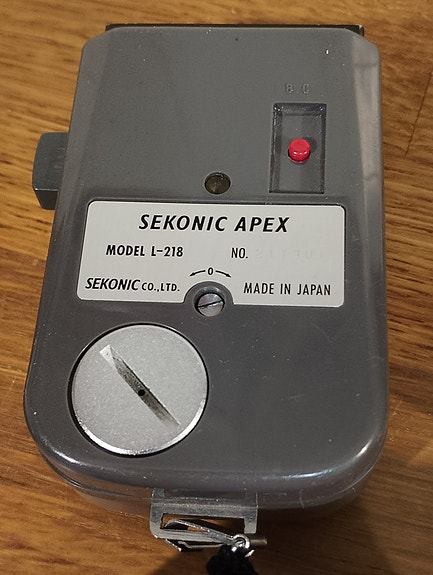 B C
SEKONIC APEX
MODEL L-218 NO.
0
SEKONIC CO., LTD. MADE IN JAPAN